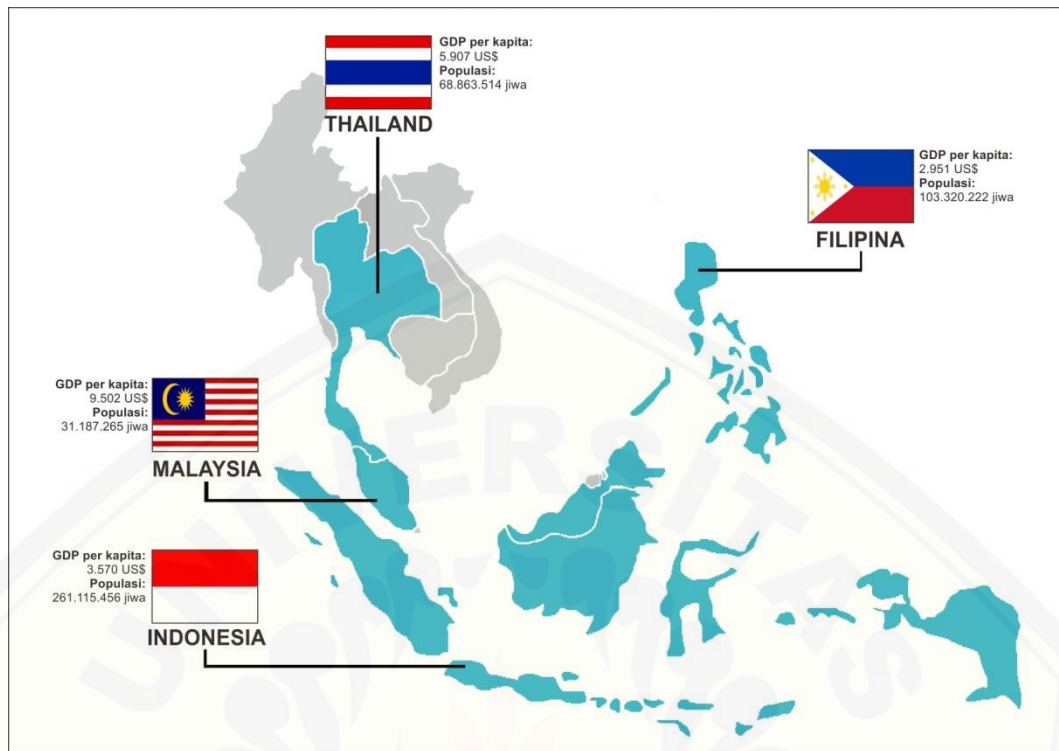 GDP per kapita:
5.907 US$
Populasi:
68.863.514 jiwa
THAILAND
GDP per kapita:
2.951 US$
Populasi:
103.320.222 jiwa
FILIPINA
GDP per kapita:
9.502 US$
Populasi:
31.187.265 jiwa
MALAYSIA
GDP per kapita:
3.570 US$
Populasi:
261.115.456 jiwa
INDONESIA
UNIVERSITAS